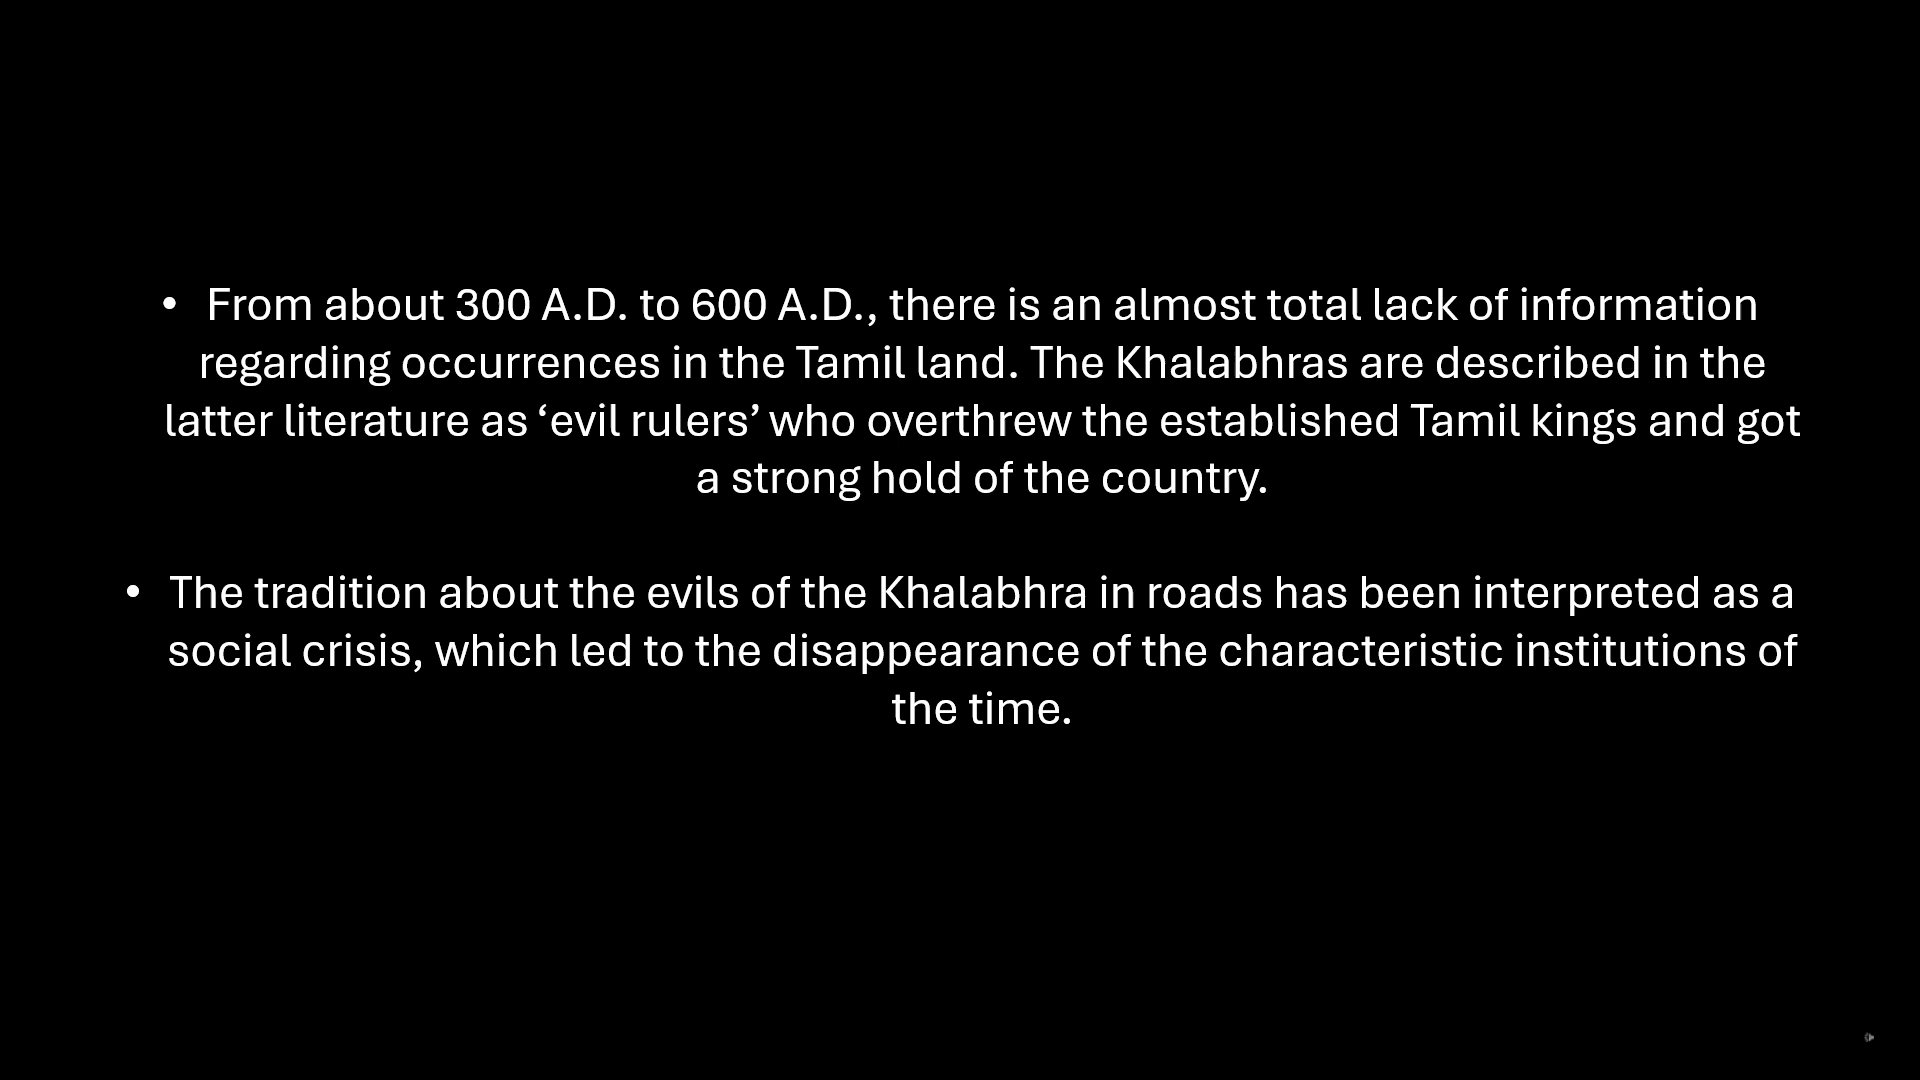 • From about 300 A.D. to 600 A.D., there is an almost total lack of information
regarding occurrences in the Tamil land. The Khalabhras are described in the
latter literature as ‘evil rulers’ who overthrew the established Tamil kings and got
a strong hold of the country.
• The tradition about the evils of the Khalabhra in roads has been interpreted as a
social crisis, which led to the disappearance of the characteristic institutions of
the time.